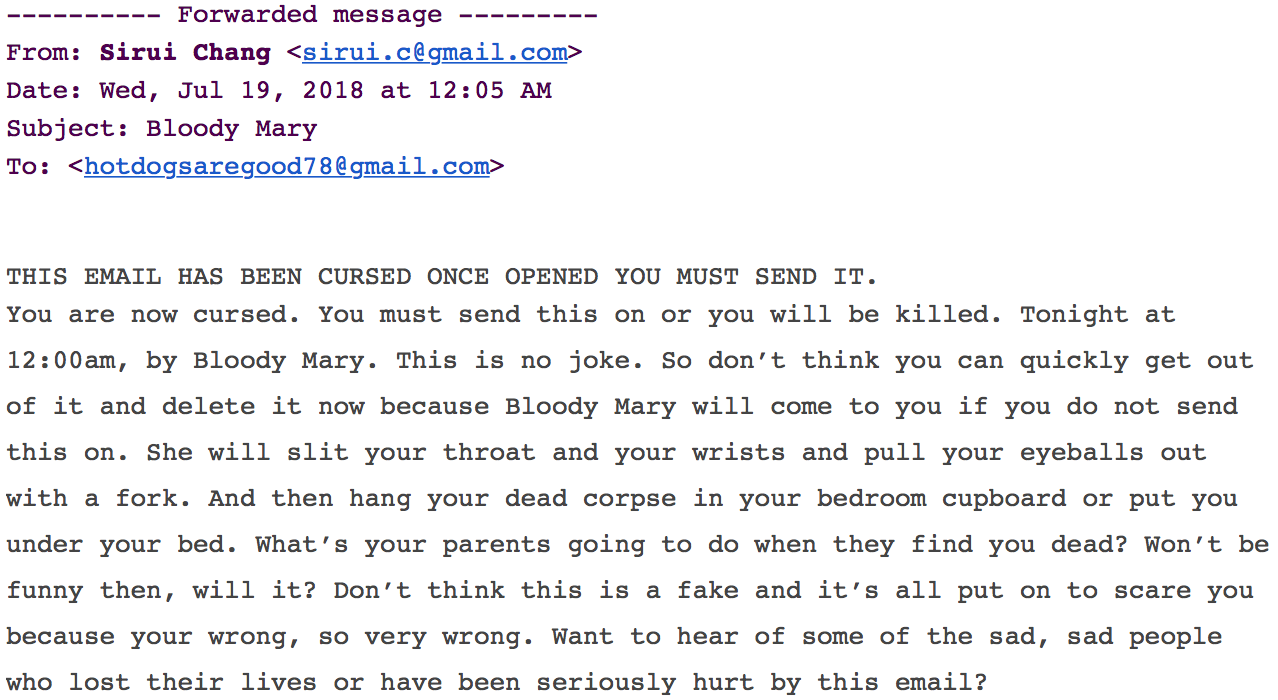 ---------- Forwarded message ---------
From: Sirui Chang <sirui.c@gmail.com>
Date: Wed, Jul 19, 2018 at 12:05 AM
Subject: Bloody Mary
To: <hotdogsaregood78@gmail.com>
THIS EMAIL HAS BEEN CURSED ONCE OPENED YOU MUST SEND IT.
You are now cursed. You must send this on or you will be killed. Tonight at
12:00am, by Bloody Mary. This is no joke. So don’t think you can quickly get out
of it and delete it now because Bloody Mary will come to you if you do not send
this on. She will slit your throat and your wrists and pull your eyeballs out
with a fork. And then hang your dead corpse in your bedroom cupboard or put you
under your bed. What’s your parents going to do when they find you dead? Won’t be
funny then, will it? Don’t think this is a fake and it’s all put on to scare you
because your wrong, so very wrong. Want to hear of some of the sad, sad people
who lost their lives or have been seriously hurt by this email?